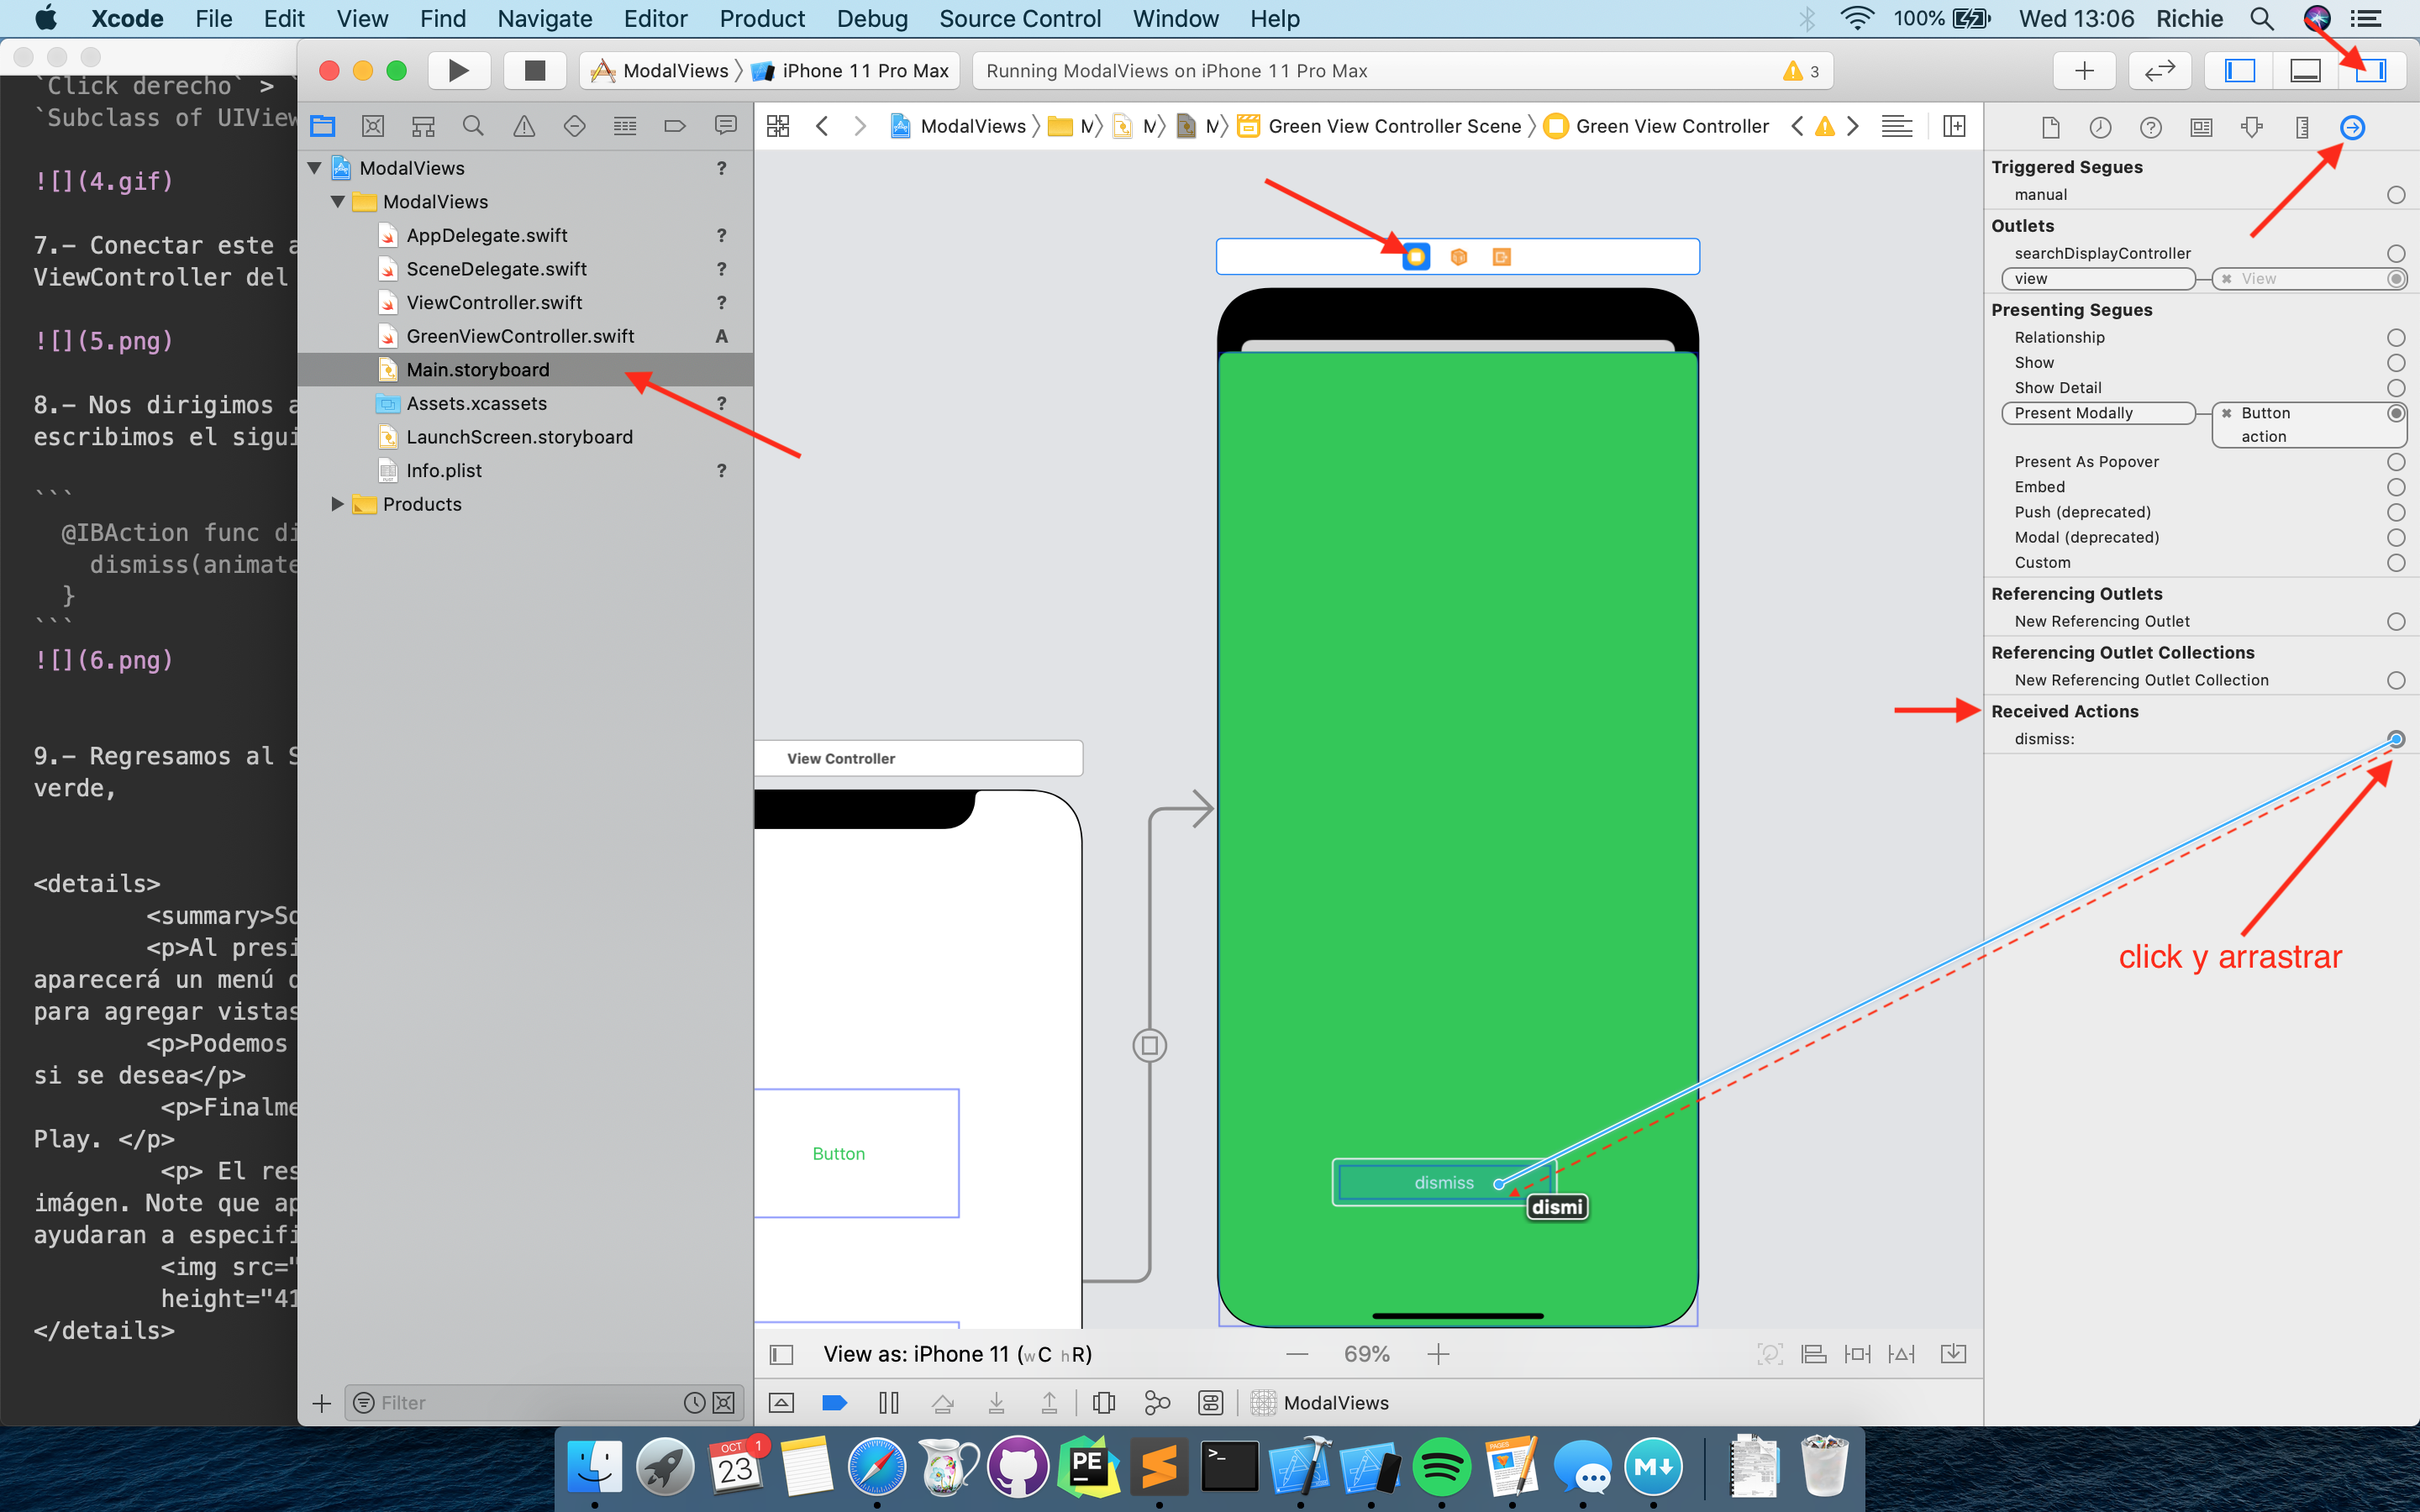 Xcode File Edit View Find Navigate Editor Product Debug Source Control Window Help 100% Wed 13:06 Richie
`Click derecho` > `
`Subclass of UIView
![](4.gif)
7.- Conectar este a
ViewController del
![](5.png)
8.- Nos dirigimos a
escribimos el sigui
```
@IBAction func di
dismiss(animate
}
```
![](6.png)
9.- Regresamos al S
verde,
<details>
<summary>So
<p>Al presi
aparecerá un menú d
para agregar vistas
<p>Podemos
si se desea</p>
<p>Finalme
Play. </p>
<p> El res
imágen. Note que ap
ayudaran a especifi
<img src="
height="41
</details>
ModalViews iPhone 11 Pro Max
Running ModalViews on iPhone 11 Pro Max 3
ModalViews ?
ModalViews
AppDelegate.swift ?
SceneDelegate.swift ?
ViewController.swift ?
GreenViewController.swift A
Main.storyboard
Assets.xcassets ?
LaunchScreen.storyboard
Info.plist ?
Products
Filter
ModalViews M M M Green View Controller Scene Green View Controller
View Controller
Button
dismiss
dismi
View as: iPhone 11 (wC hR)
69%
ModalViews
Triggered Segues
manual
Outlets
searchDisplayController
view View
Presenting Segues
Relationship
Show
Show Detail
Present Modally Button
action
Present As Popover
Embed
Push (deprecated)
Modal (deprecated)
Custom
Referencing Outlets
New Referencing Outlet
Referencing Outlet Collections
New Referencing Outlet Collection
Received Actions
dismiss:
click y arrastrar
OCT 1
23
PE
>_
PAGES
M